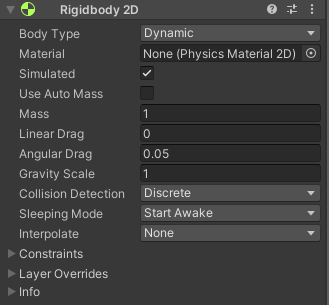 Rigidbody 2D
Body Type Dynamic
Material None (Physics Material 2D)
Simulated
Use Auto Mass
Mass 1
Linear Drag 0
Angular Drag 0.05
Gravity Scale 1
Collision Detection Discrete
Sleeping Mode Start Awake
Interpolate None
Constraints
Layer Overrides
Info